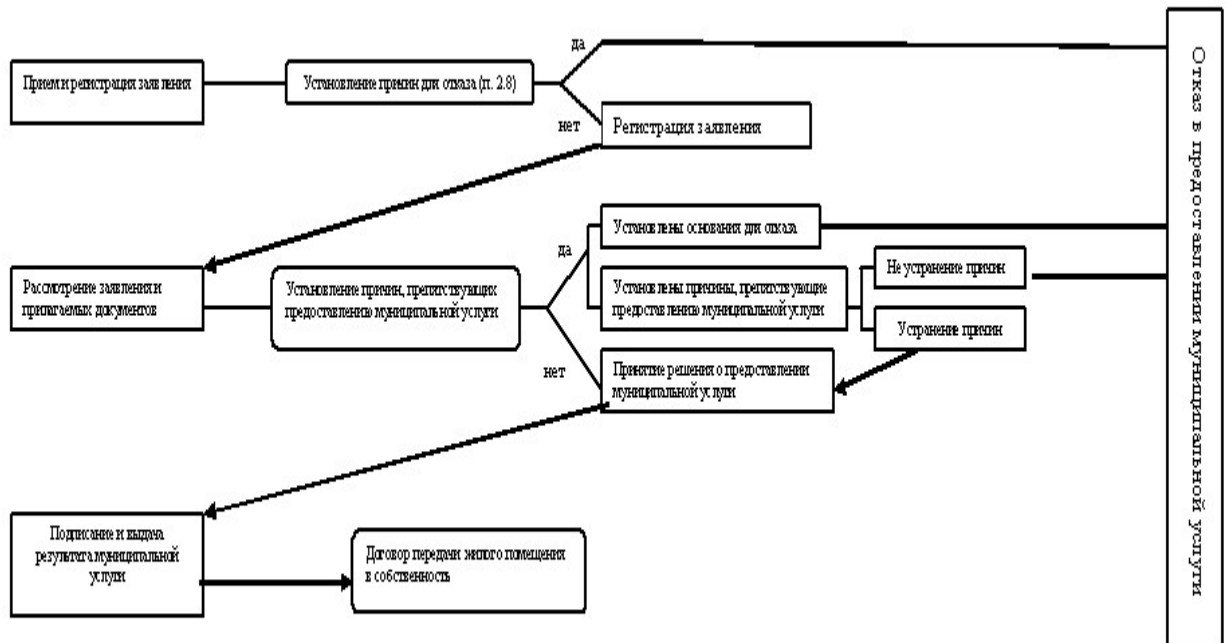 да
Прием и регистрация заявления
Установление причин для отказа (п. 2.8)
нет
Регистрация заявления
Установлены основания для отказа
да
Не устранение причин
Рассмотрение заявления и
прилагаемых документов
Установление причин, препятствующих
предоставлению муниципальной услуги
Установлены причины, препятствующие
предоставлению муниципальной услуги
Устранение причин
нет
Принятие решения о предоставлении
муниципальной услуги
Подписание и выдача
результата муниципальной
услуги
Договор передачи жилого помещения
в собственность
Отказ в предоставлении муниципальной услуги